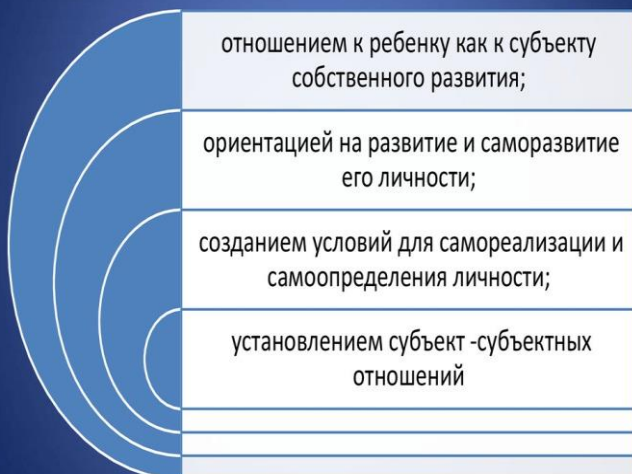 отношением к ребенку как к субъекту
собственного развития;
ориентацией на развитие и саморазвитие
его личности;
созданием условий для самореализации и
самоопределения личности;
установлением субъект -субъектных
отношений